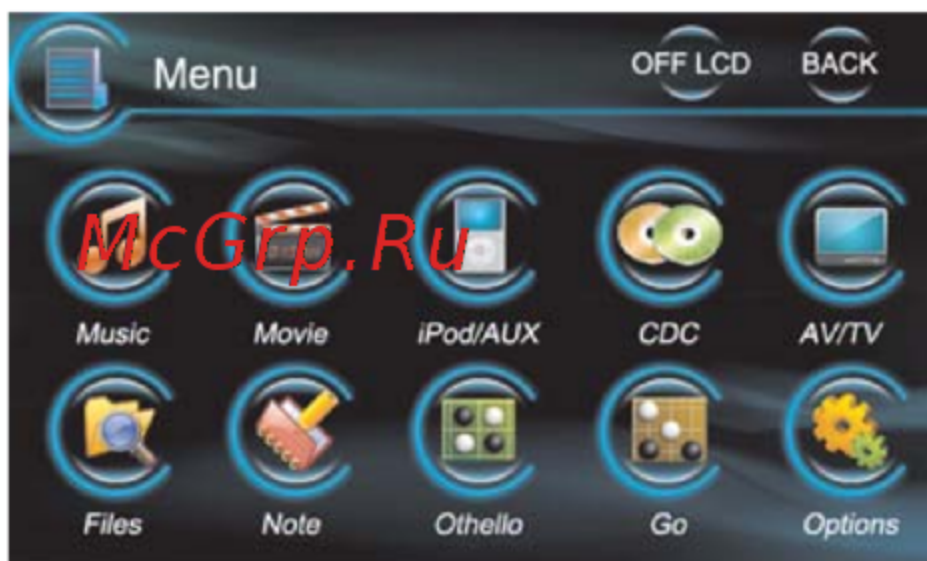 Menu
OFF LCD
BACK
McGrp.Ru
Music
Movie
iPod/AUX
CDC
AV/TV
Files
Note
Othello
Go
Options